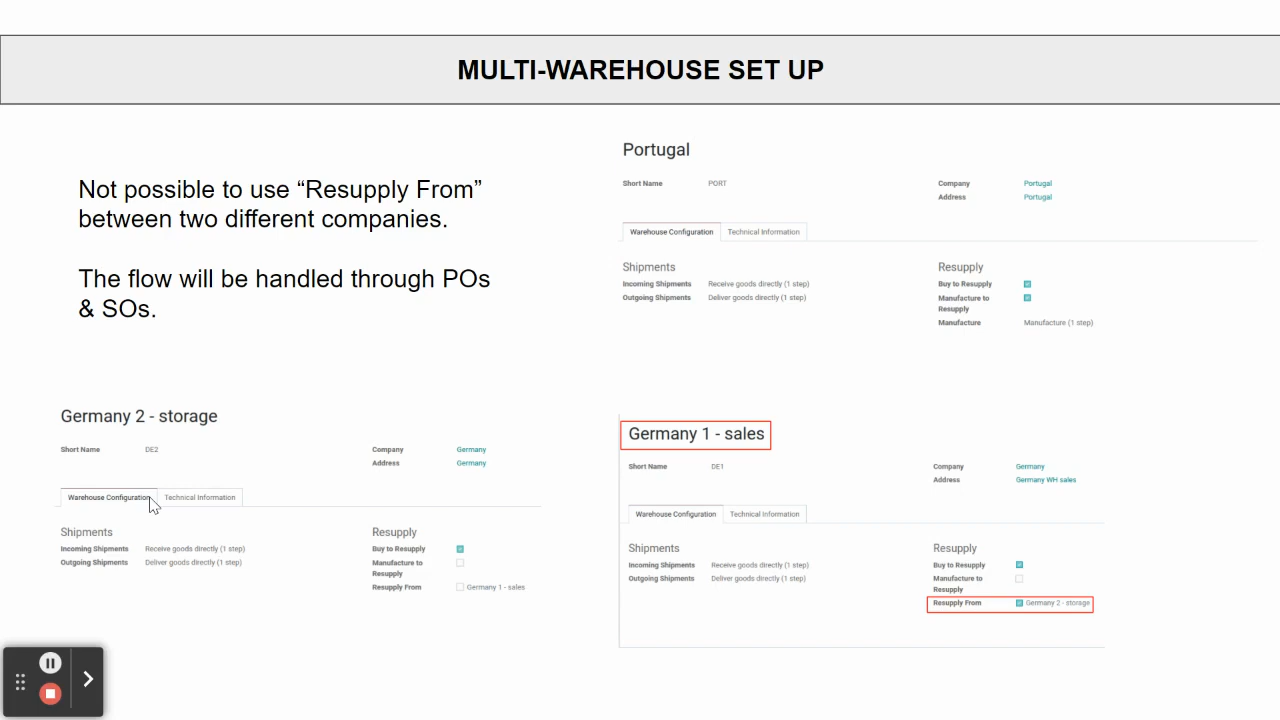 MULTI-WAREHOUSE SET UP
Not possible to use “Resupply From”
between two different companies.
The flow will be handled through POs
& SOs.
Portugal
Short Name PORT Company Portugal
Address Portugal
Warehouse Configuration Technical Information
Shipments Resupply
Incoming Shipments Receive goods directly (1 step) Buy to Resupply
Outgoing Shipments Deliver goods directly (1 step) Manufacture to
Resupply
Manufacture Manufacture (1 step)
Germany 2 - storage
Short Name DE2 Company Germany
Address Germany
Warehouse Configuration Technical Information
Shipments Resupply
Incoming Shipments Receive goods directly (1 step) Buy to Resupply
Outgoing Shipments Deliver goods directly (1 step) Manufacture to
Resupply
Resupply From Germany 1 - sales
Germany 1 - sales
Short Name DE1 Company Germany
Address Germany WH sales
Warehouse Configuration Technical Information
Shipments Resupply
Incoming Shipments Receive goods directly (1 step) Buy to Resupply
Outgoing Shipments Deliver goods directly (1 step) Manufacture to
Resupply
Resupply From Germany 2 - storage